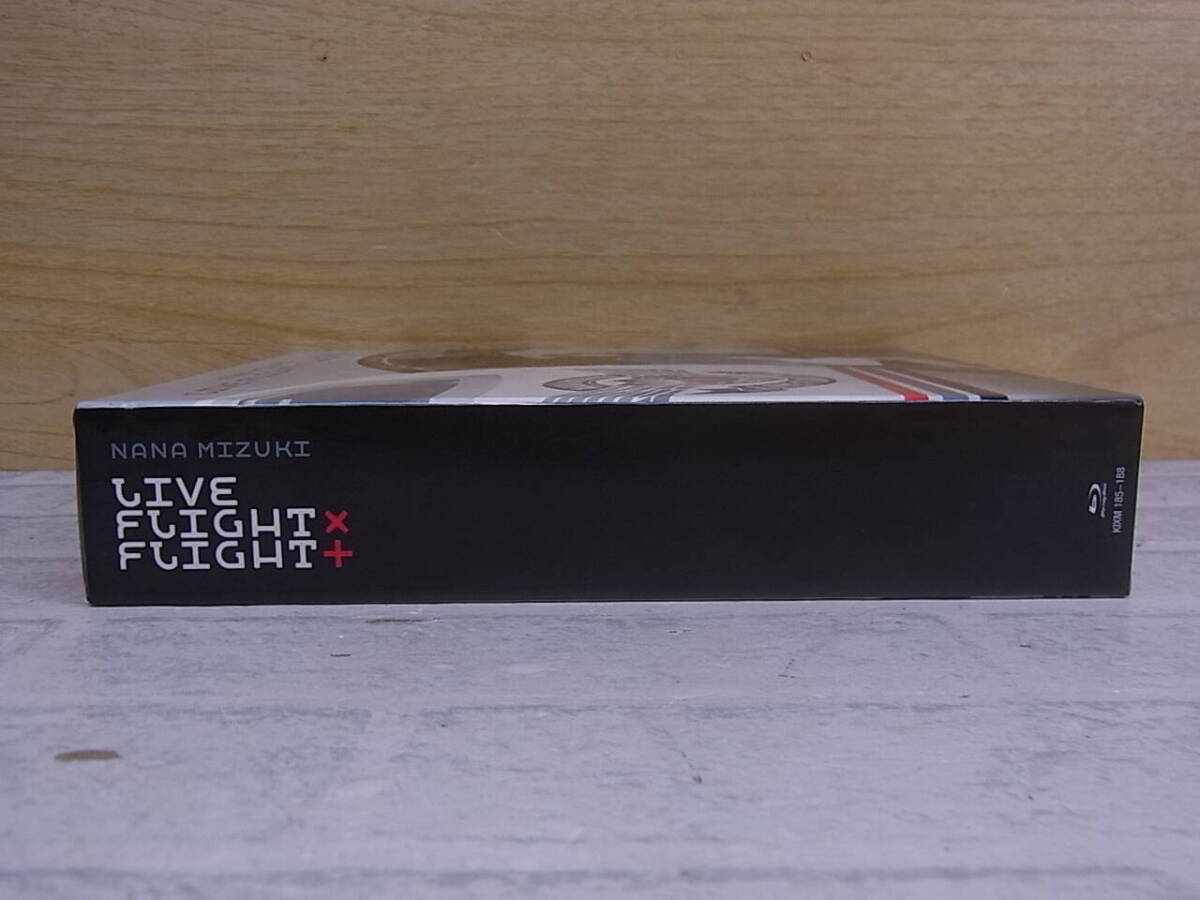 NANA MIZUKI
LIVE
FLIGHT×
FLIGHT+
KIXM 185~188